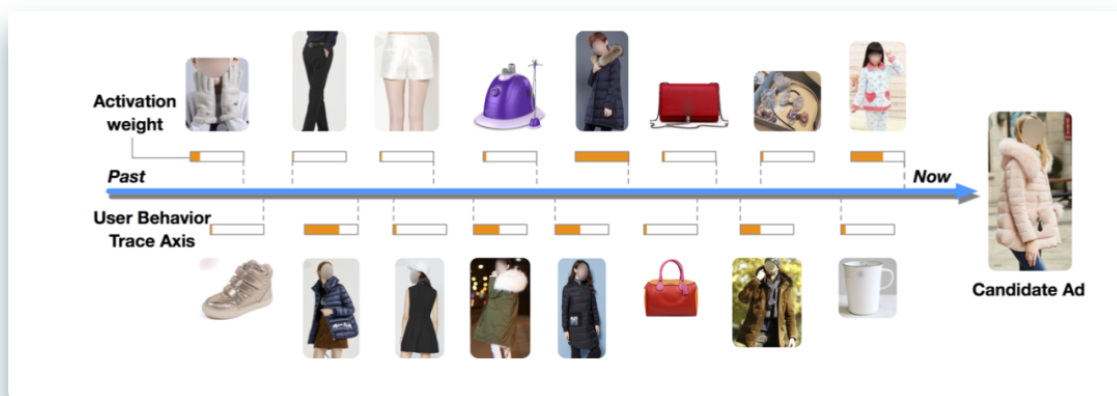 Activation
weight
Past
Now
User Behavior
Trace Axis
Candidate Ad